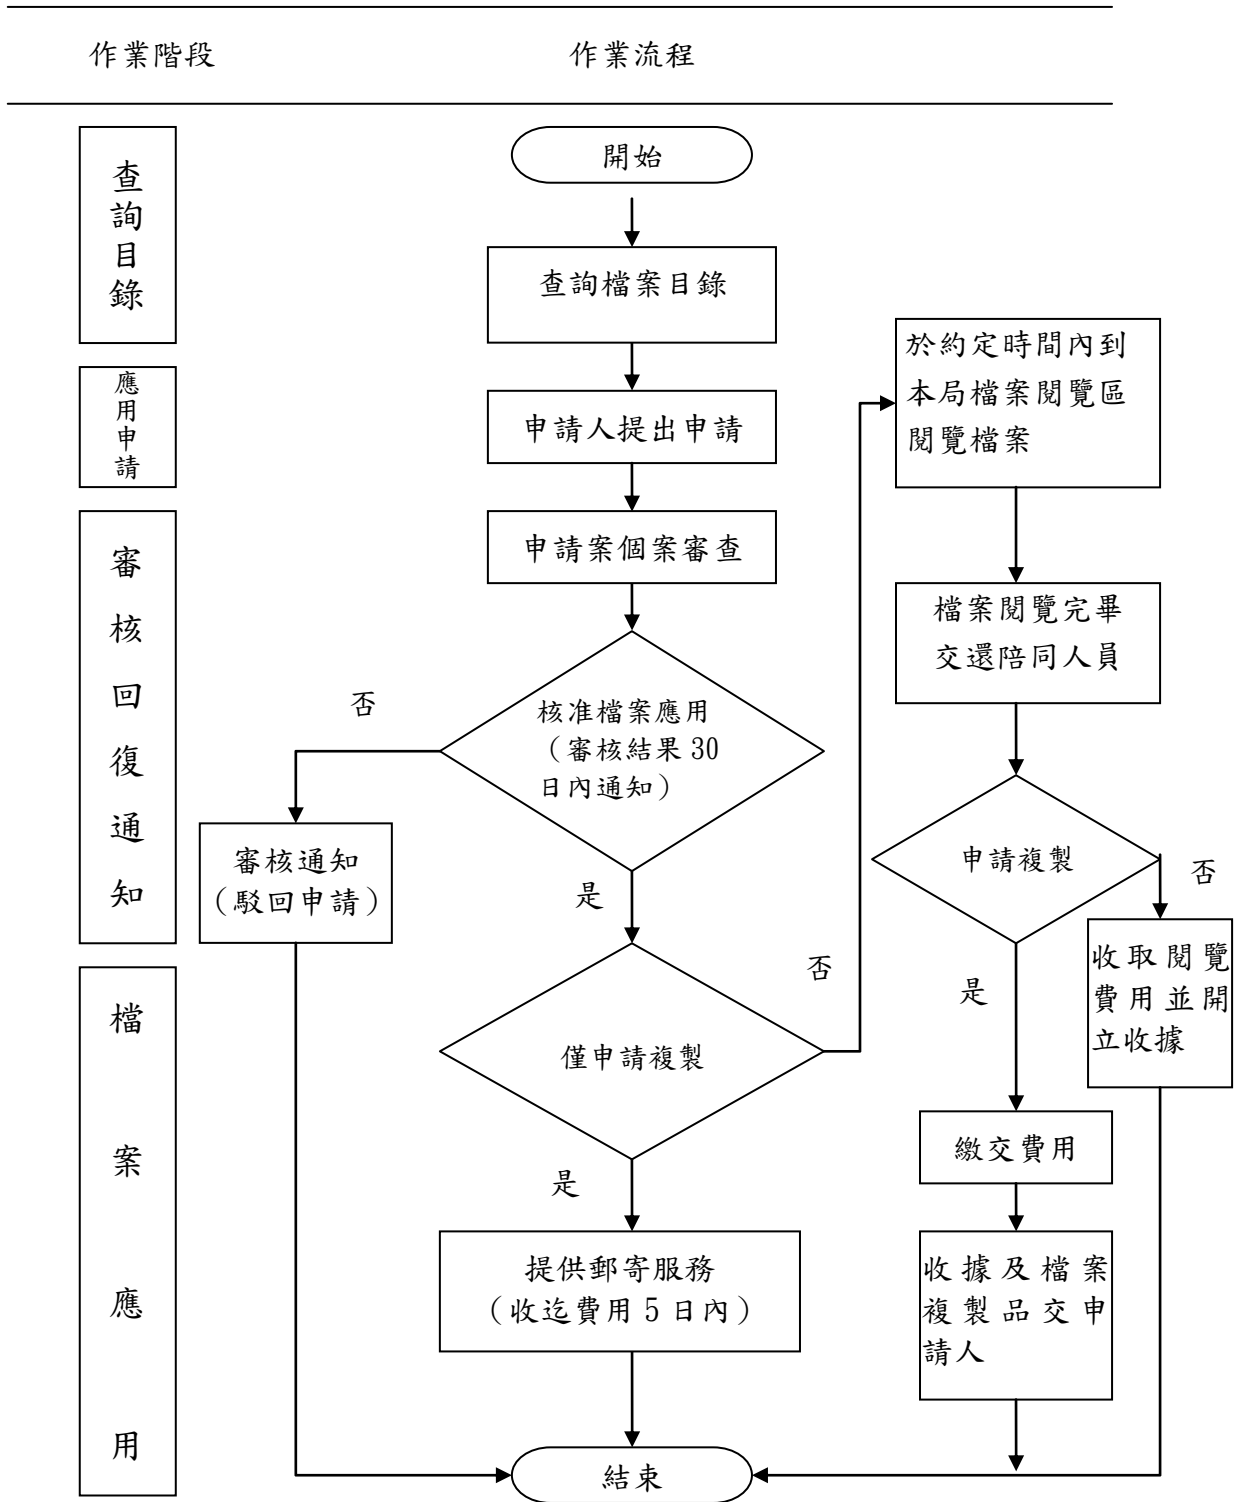 作業階段
作業流程
查詢目錄
開始
查詢檔案目錄
應用申請
申請人提出申請
審核回復通知
申請案個案審查
核准檔案應用
（審核結果 30
日內通知）
否
審核通知
（駁回申請）
是
檔案應用
僅申請複製
否
是
提供郵寄服務
（收迄費用 5 日內）
於約定時間內到
本局檔案閱覽區
閱覽檔案
檔案閱覽完畢
交還陪同人員
申請複製
否
收取閱覽
費用並開
立收據
是
繳交費用
收據及檔案
複製品交申
請人
結束